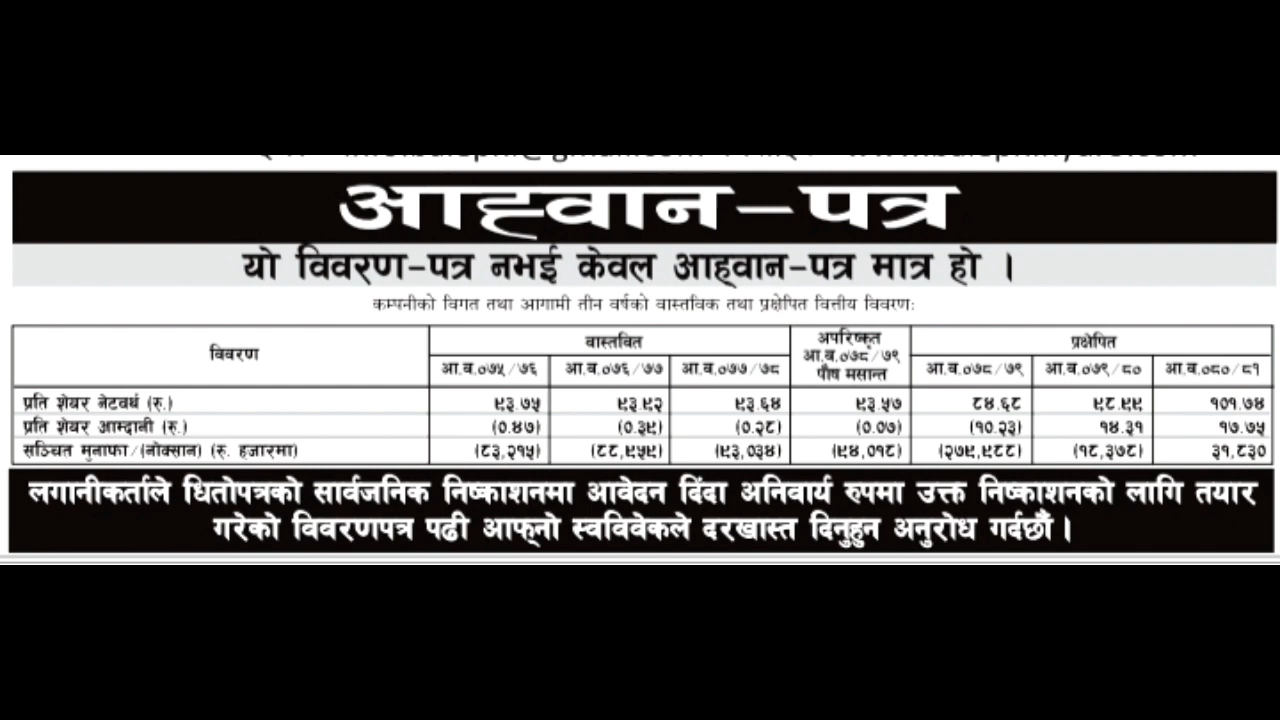 आह्वान-पत्र
यो विवरण-पत्र नभई केवल आह्वान-पत्र मात्र हो ।
कम्पनीको विगत तथा आगामी तीन वर्षको वास्तविक तथा प्रक्षेपित वित्तीय विवरणः
विवरण वास्तवित अपरिष्कृत आ.व.०७८/७९ पौष मसान्त प्रक्षेपित
आ.व.०७५/७६ आ.व.०७६/७७ आ.व.०७७/७८ आ.व.०७८/७९ आ.व.०७९/८० आ.व.०८०/८१
प्रति शेयर नेटवर्थ (रु.) ९३.७५ ९३.९२ ९३.६४ ९३.५७ ८४.६८ ९८.९९ १०१.७४
प्रति शेयर आम्दानी (रु.) (०.४७) (०.३९) (०.२८) (०.०७) (१०.२३) १४.३१ १७.७५
सञ्चित मुनाफा/(नोक्सान) (रु. हजारमा) (८३,२१५) (८८,९५९) (९३,०३४) (९४,०१८) (२७९,९८८) (१८,३७८) ३१,८३०
लगानीकर्ताले धितोपत्रको सार्वजनिक निष्काशनमा आवेदन दिंदा अनिवार्य रुपमा उक्त निष्काशनको लागि तयार
गरेको विवरणपत्र पढी आफ्नो स्वविवेकले दरखास्त दिनुहुन अनुरोध गर्दछौं ।